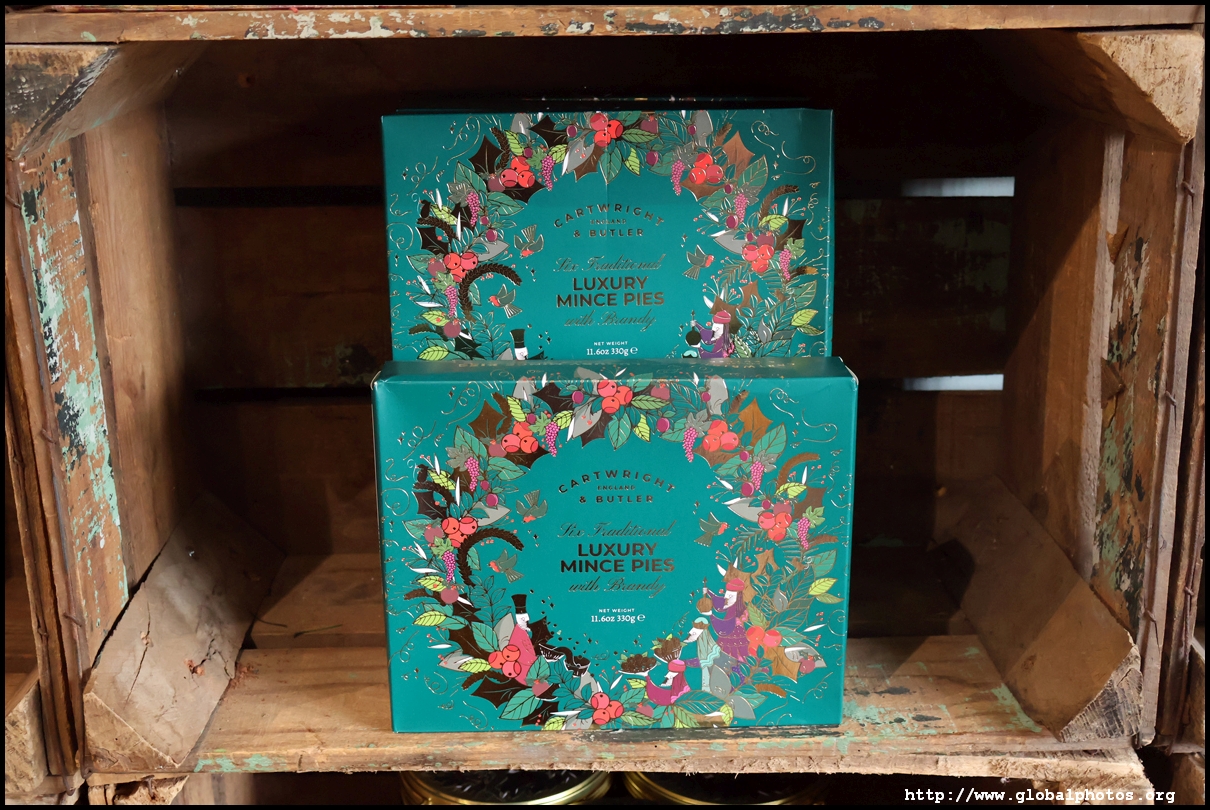 CARTWRIGHT
ENGLAND
& BUTLER
Six Traditional
LUXURY
MINCE PIES
with Brandy
NET WEIGHT
11.6oz 330g ℮
CARTWRIGHT
ENGLAND
& BUTLER
Six Traditional
LUXURY
MINCE PIES
with Brandy
NET WEIGHT
11.6oz 330g ℮
http://www.globalphotos.org